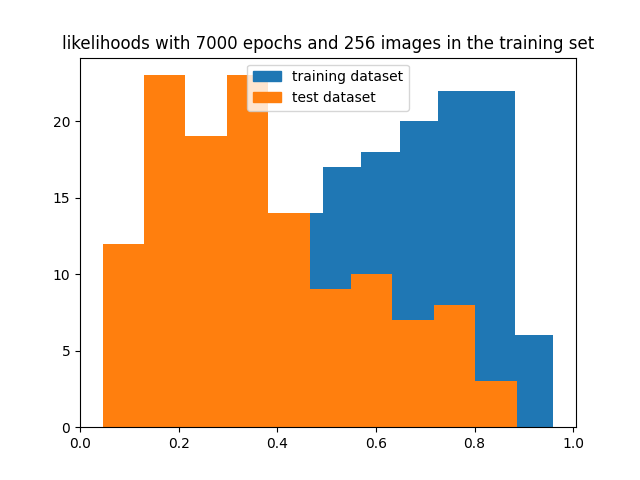 likelihoods with 7000 epochs and 256 images in the training set
training dataset
test dataset
20
15
10
5
0
0.0 0.2 0.4 0.6 0.8 1.0